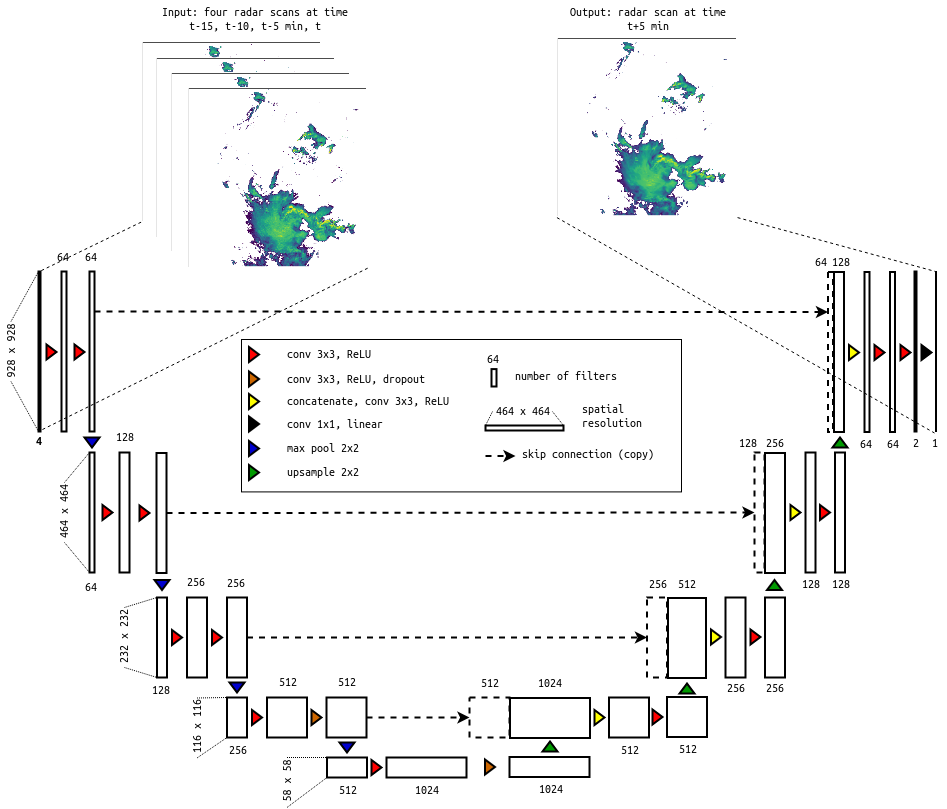 Input: four radar scans at time
t-15, t-10, t-5 min, t
Output: radar scan at time
t+5 min
64 64
64 128
928 x 928
4
64 64 2 1
conv 3x3, ReLU
conv 3x3, ReLU, dropout
concatenate, conv 3x3, ReLU
conv 1x1, linear
max pool 2x2
upsample 2x2
64
number of filters
464 x 464
spatial
resolution
skip connection (copy)
128
128 256
464 x 464
64
128 128
256 256
256 512
232 x 232
128
256 256
512 512
512 1024
116 x 116
256
512 512
58 x 58
512 1024 1024